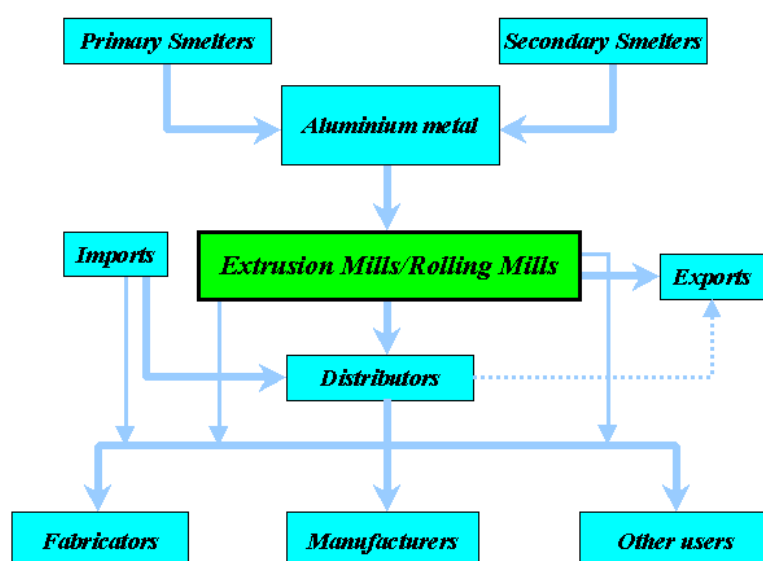 Primary Smelters
Secondary Smelters
Aluminium metal
Imports
Extrusion Mills/Rolling Mills
Exports
Distributors
Fabricators
Manufacturers
Other users